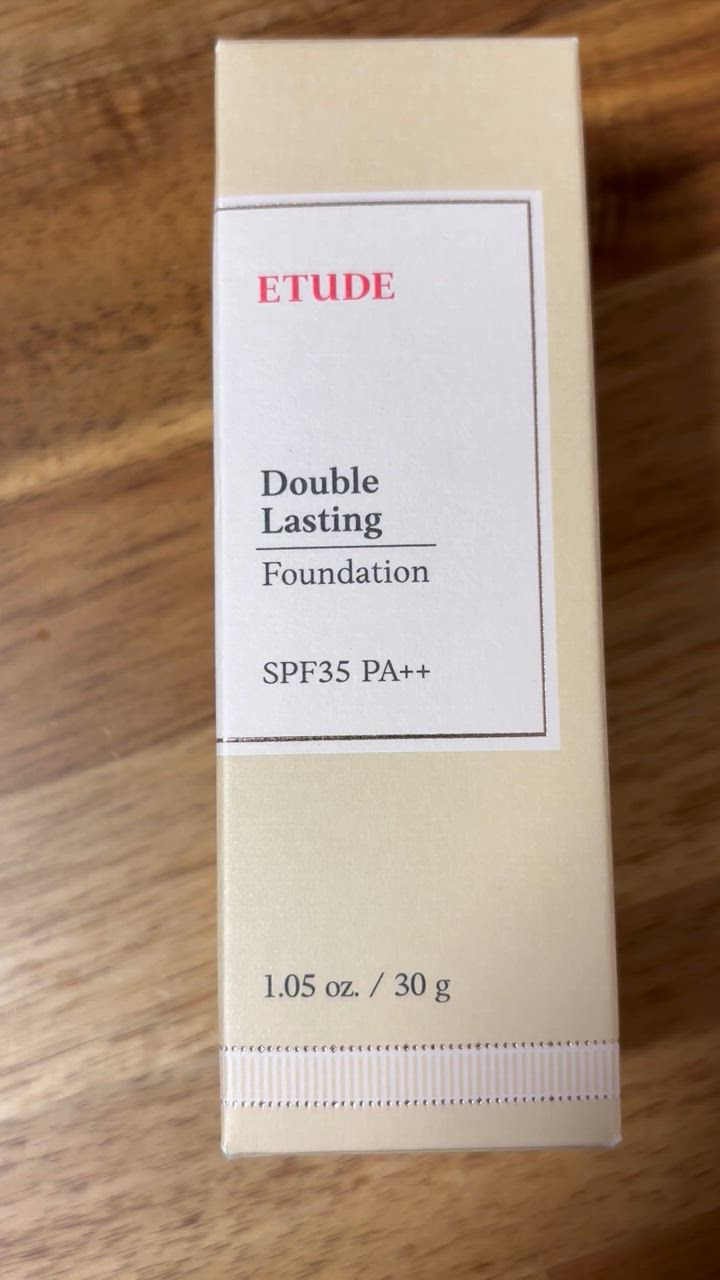 ETUDE
Double
Lasting
Foundation
SPF35 PA++
1.05 oz. / 30 g